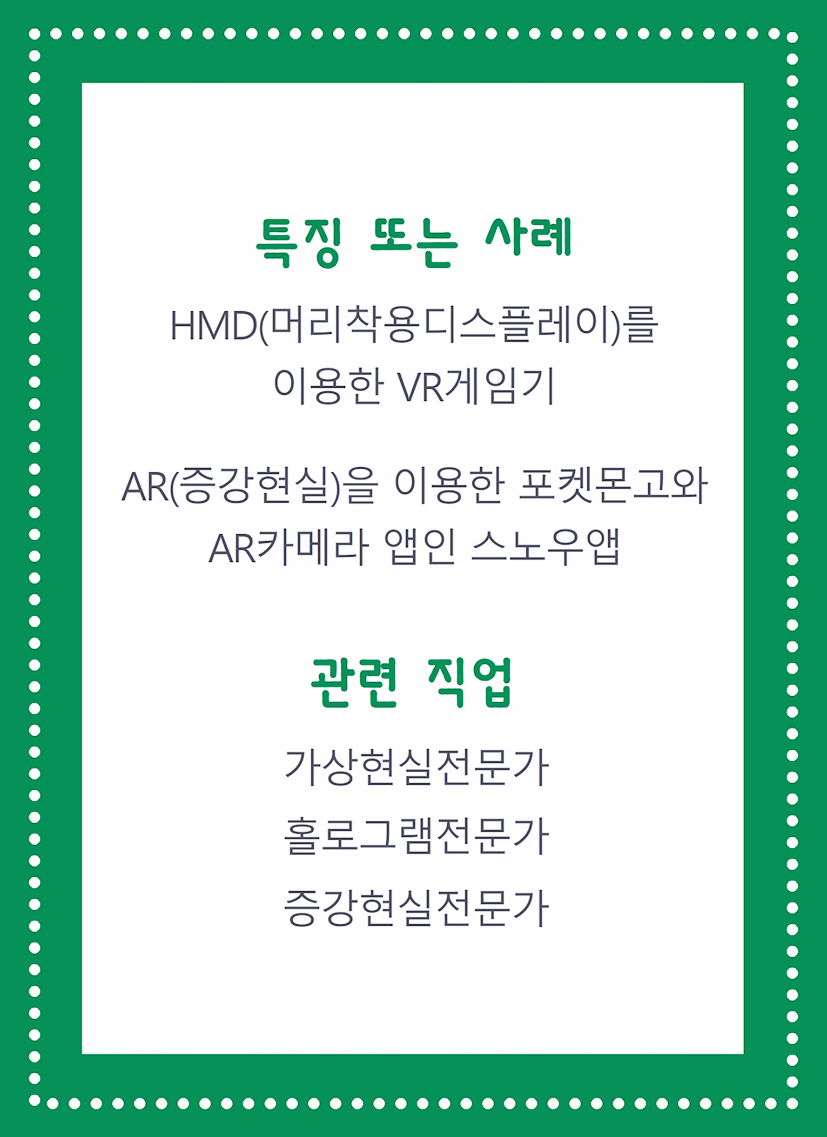 특징 또는 사례
HMD(머리착용디스플레이)를
이용한 VR게임기
AR(증강현실)을 이용한 포켓몬고와
AR카메라 앱인 스노우앱
관련 직업
가상현실전문가
홀로그램전문가
증강현실전문가